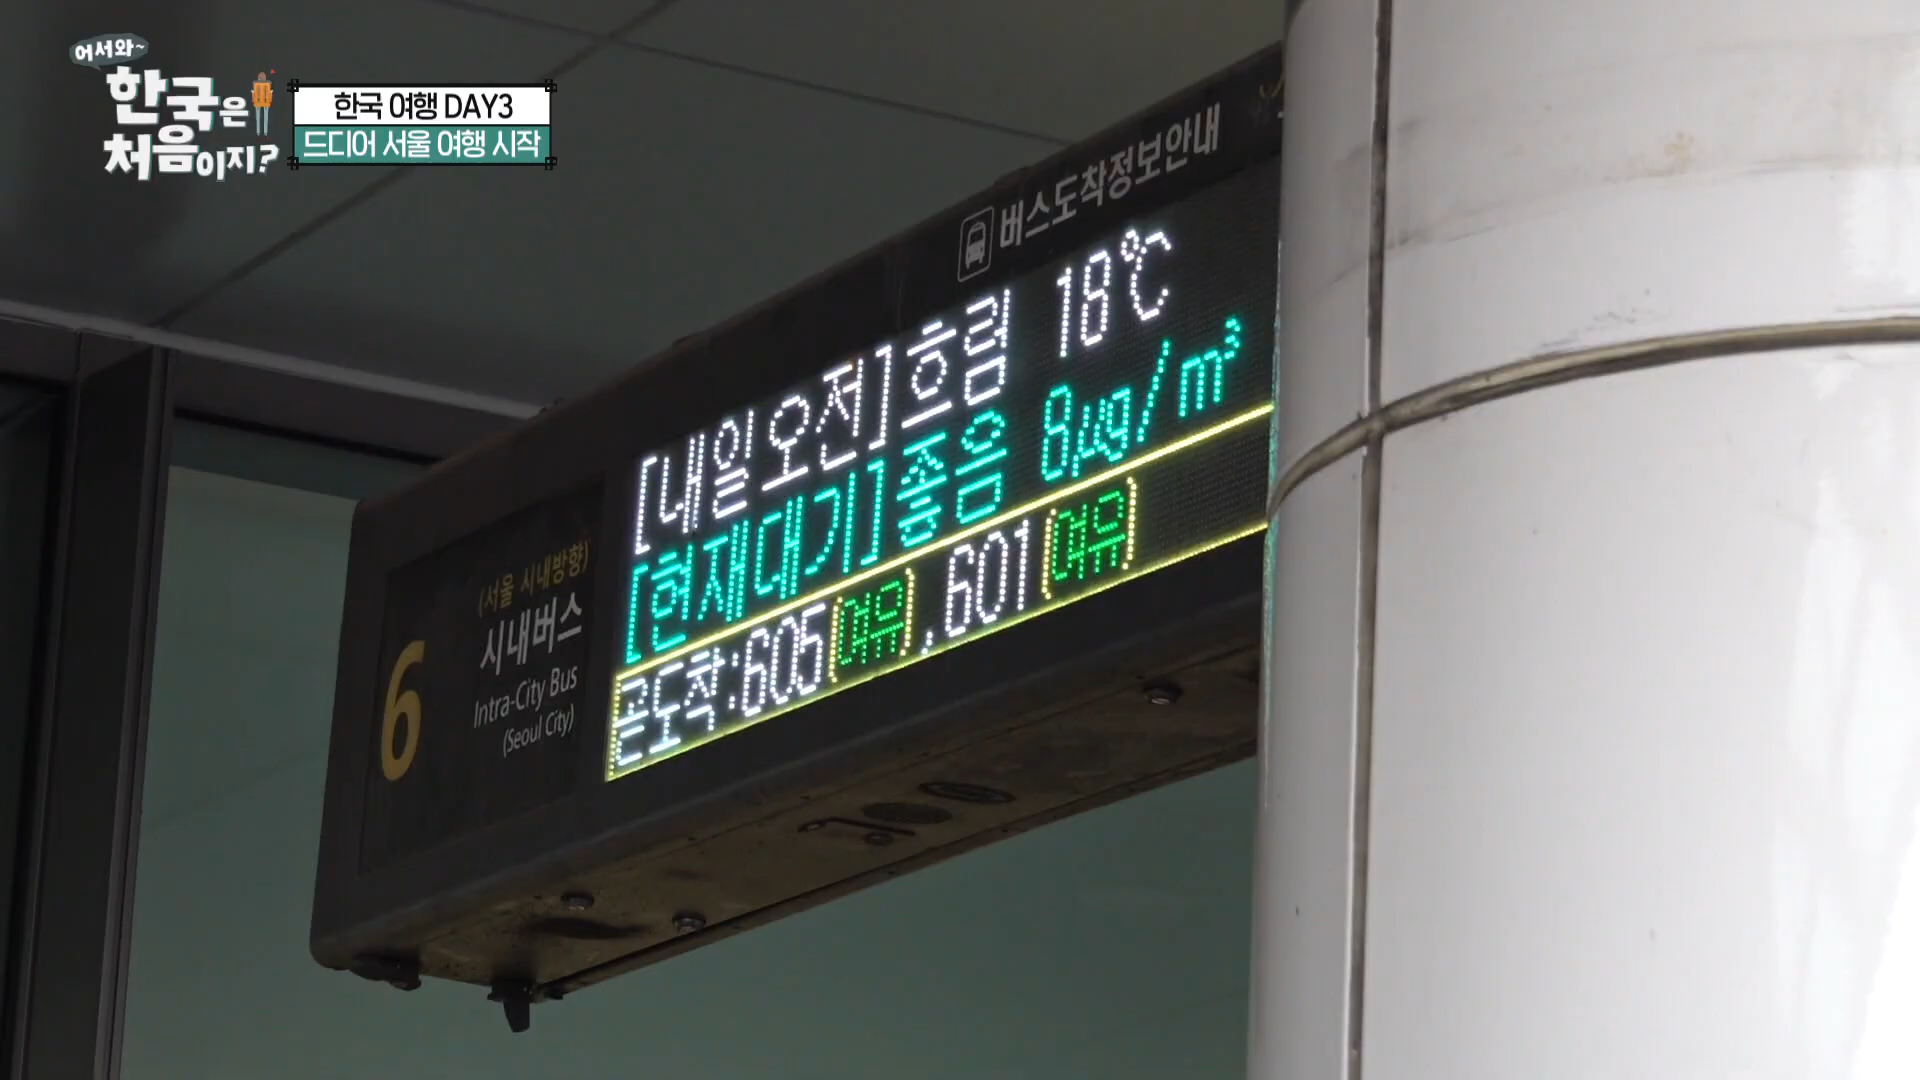 어서와~
한국은
처음이지?
한국 여행 DAY3
드디어 서울 여행 시작
버스도착정보안내
[내일오전]흐림 18℃
[현재대기]좋음 8㎍/㎥
곧도착:605(여유),601(여유)
6
(서울 시내방향)
시내버스
Intra-City Bus
(Seoul City)